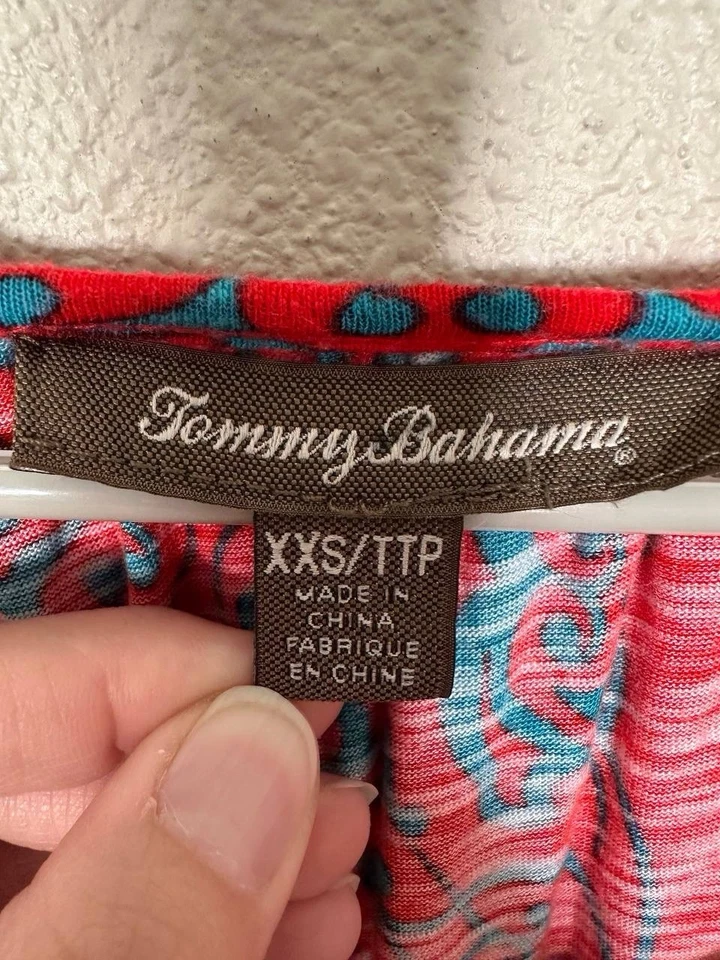 Tommy Bahama®
XXS/TTP
MADE IN
CHINA
FABRIQUE
EN CHINE